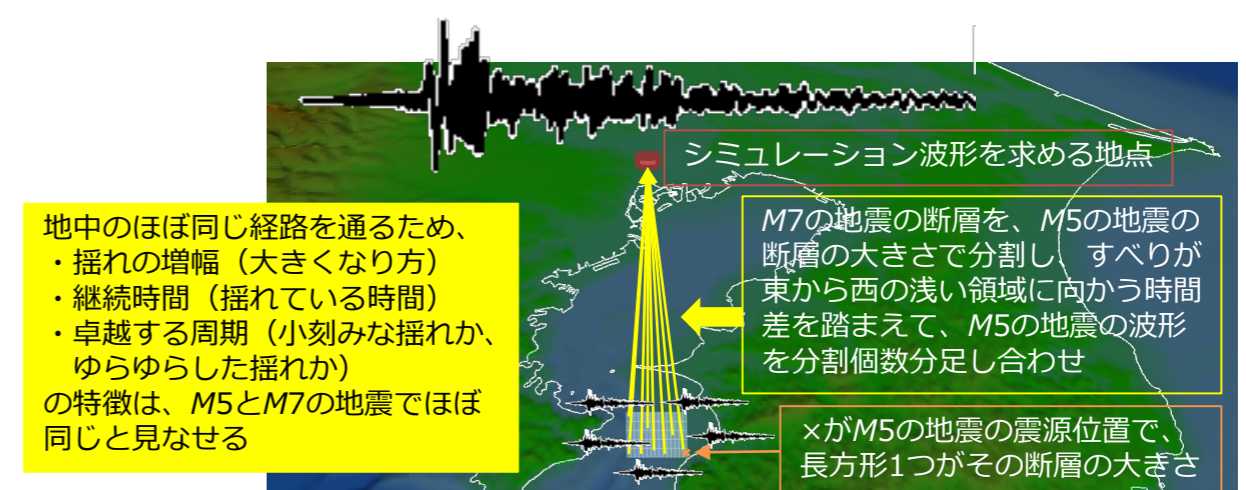 シミュレーション波形を求める地点
地中のほぼ同じ経路を通るため、
・揺れの増幅（大きくなり方）
・継続時間（揺れている時間）
・卓越する周期（小刻みな揺れか、
ゆらゆらした揺れか）
の特徴は、M5とM7の地震でほぼ
同じと見なせる
M7の地震の断層を、M5の地震の
断層の大きさで分割し、すべりが
東から西の浅い領域に向かう時間
差を踏まえて、M5の地震の波形
を分割個数分足し合わせ
×がM5の地震の震源位置で、
長方形1つがその断層の大きさ